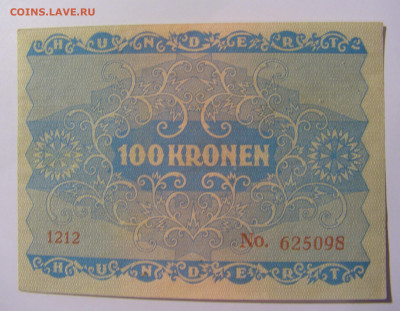 COINS.LAVE.RU
HUNDERT
100 KRONEN
1212 No. 625098
HUNDERT